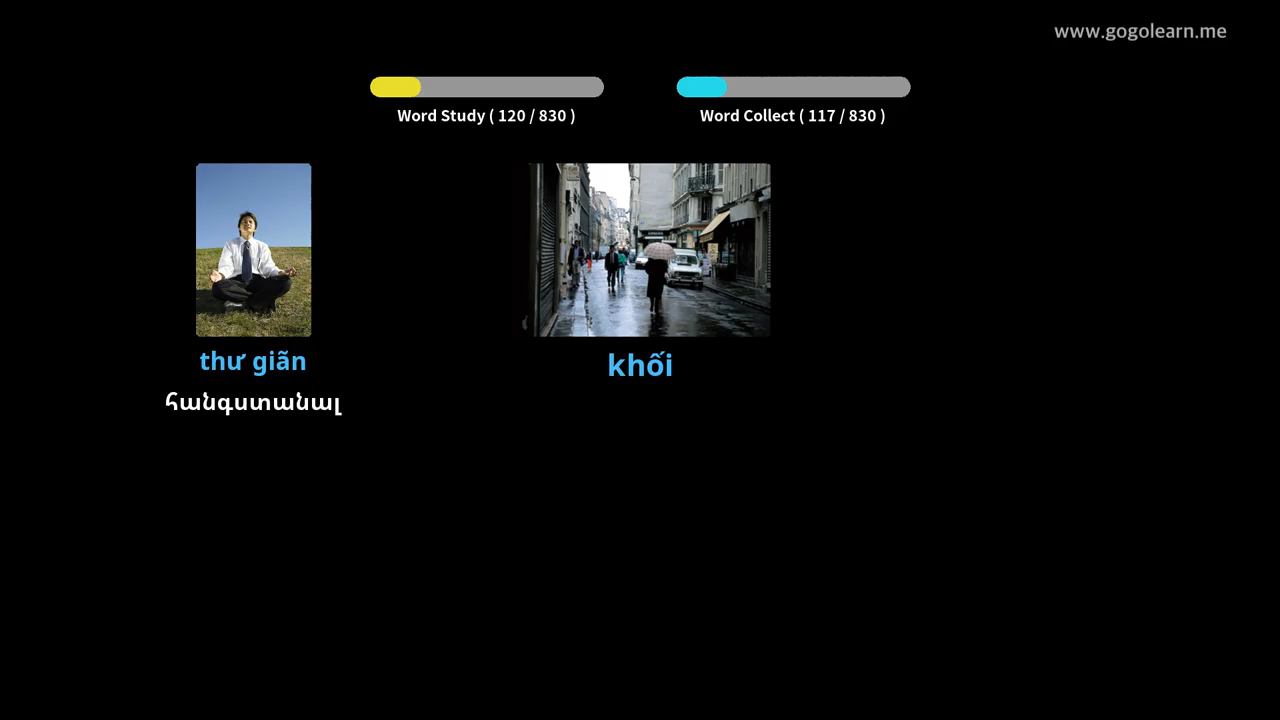 www.gogolearn.me
Word Study ( 120 / 830 )
Word Collect ( 117 / 830 )
thư giãn
հանգստանալ
khối